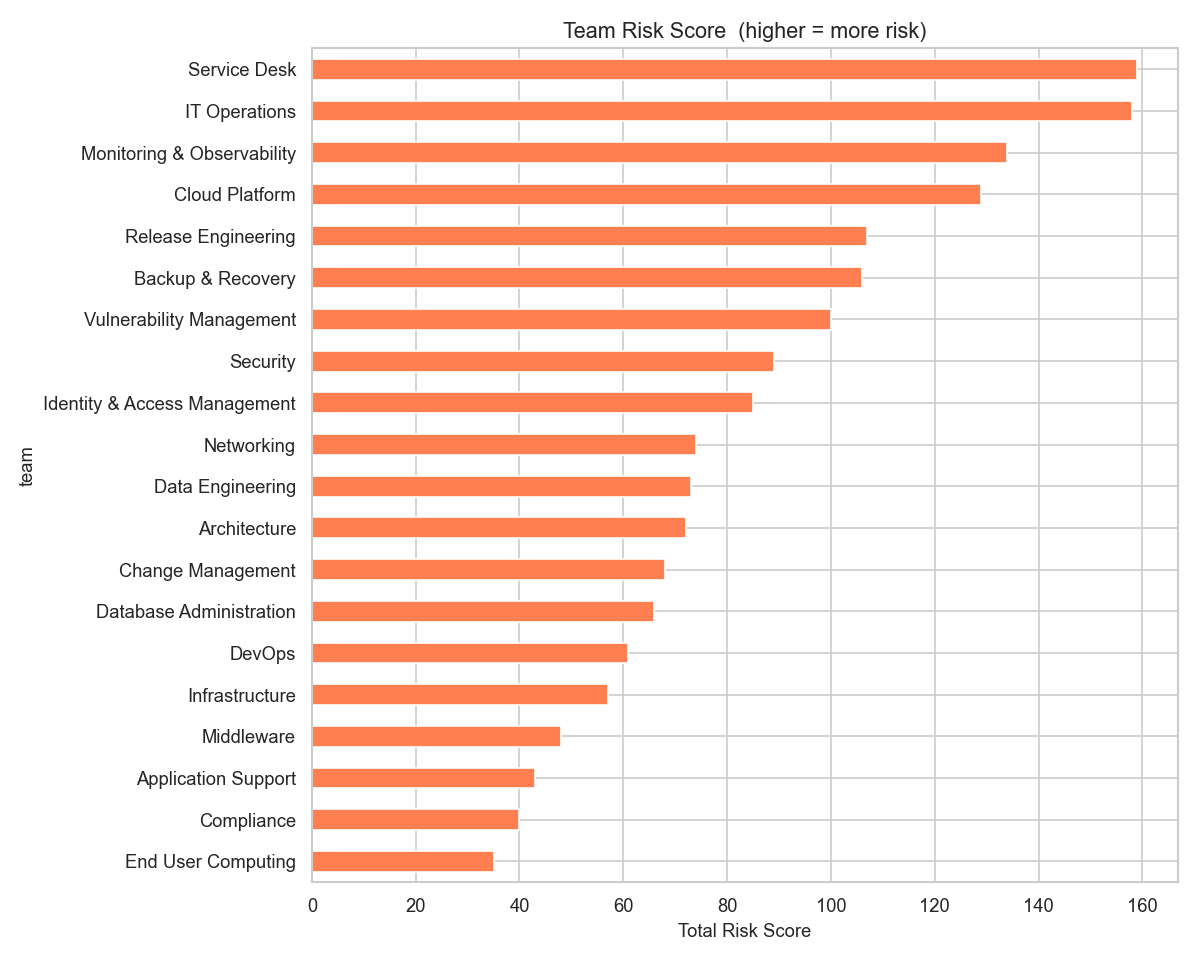 Team Risk Score  (higher = more risk)
Service Desk
IT Operations
Monitoring & Observability
Cloud Platform
Release Engineering
Backup & Recovery
Vulnerability Management
Security
Identity & Access Management
Networking
Data Engineering
Architecture
Change Management
Database Administration
DevOps
Infrastructure
Middleware
Application Support
Compliance
End User Computing
team
0 20 40 60 80 100 120 140 160
Total Risk Score